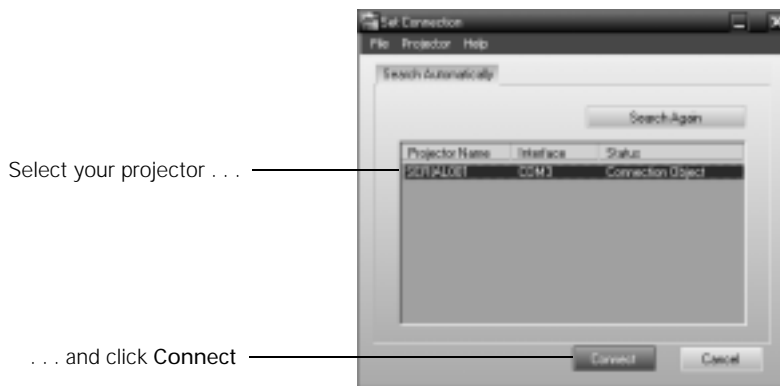 Set Connection
File Projector Help
Search Automatically
Search Again
Projector Name Interface Status
Select your projector . . .
SERIAL001 COM3 Connection Object
. . . and click Connect
Connect Cancel